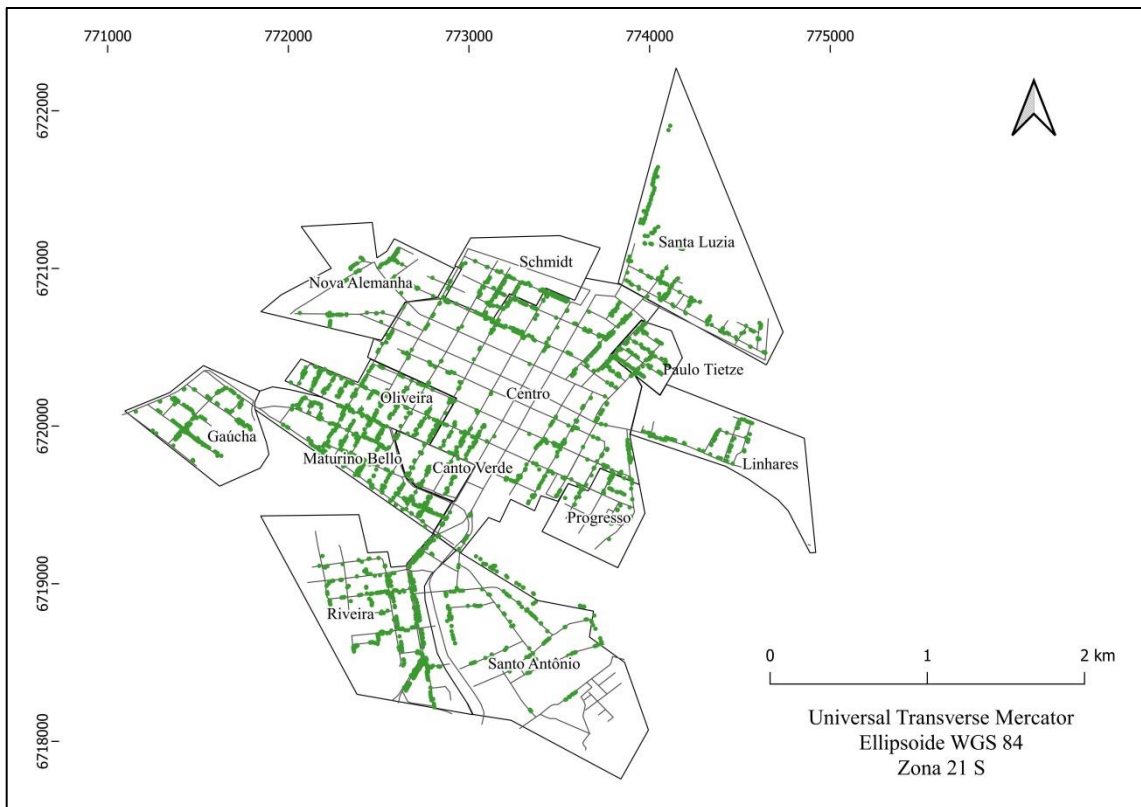 771000
772000
773000
774000
775000
6722000
6721000
6720000
6719000
6718000
Santa Luzia
Schmidt
Nova Alemanha
Paulo Tietze
Centro
Oliveira
Gaúcha
Maturino Bello
Canto Verde
Linhares
Progresso
Riveira
Santo Antônio
0
1
2 km
Universal Transverse Mercator
Ellipsoide WGS 84
Zona 21 S